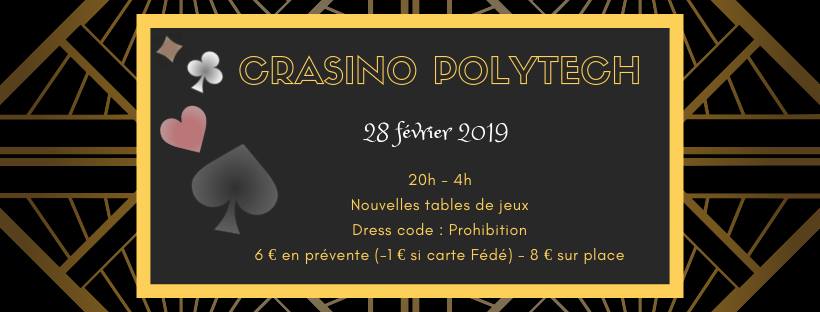 CRASINO POLYTECH
28 février 2019
20h - 4h
Nouvelles tables de jeux
Dress code : Prohibition
6 € en prévente (-1 € si carte Fédé) - 8 € sur place